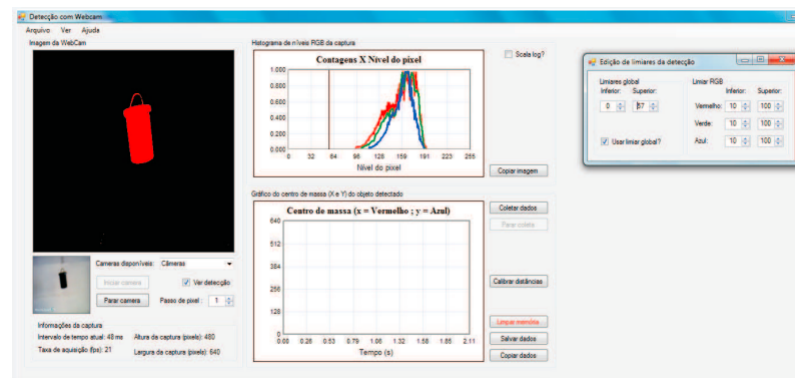 Detecção com Webcam
Arquivo Ver Ajuda
Imagem da WebCam
Histograma de níveis RGB da captura
Contagens X Nivel do pixel
1.000
0.800
0.600
0.400
0.200
0.000
0 32 64 96 128 159 191 223 255
Nível do pixel
Scala log?
Copiar imagem
Edição de limiares da detecção
Limiares global
Inferior: Superior:
0 57
Usar limiar global?
Limiar RGB
Inferior: Superior:
Vermelho: 10 100
Verde: 10 100
Azul: 10 100
Gráfico do centro de massa (X e Y) do objeto detectado
Centro de massa (x = Vermelho ; y = Azul)
640
512
384
256
128
0
0.00 0.26 0.53 0.79 1.06 1.32 1.58 1.85 2.11
Tempo (s)
Coletar dados
Parar coleta
Calibrar distâncias
Limpar memória
Salvar dados
Copiar dados
Cameras disponíveis: Câmeras
Iniciar camera
Ver detecção
Parar camera
Passo de pixel : 1
Informações da captura
Intervalo de tempo atual: 48 ms
Altura da captura (pixels): 480
Taxa de aquisição (fps): 21
Largura da captura (pixels): 640